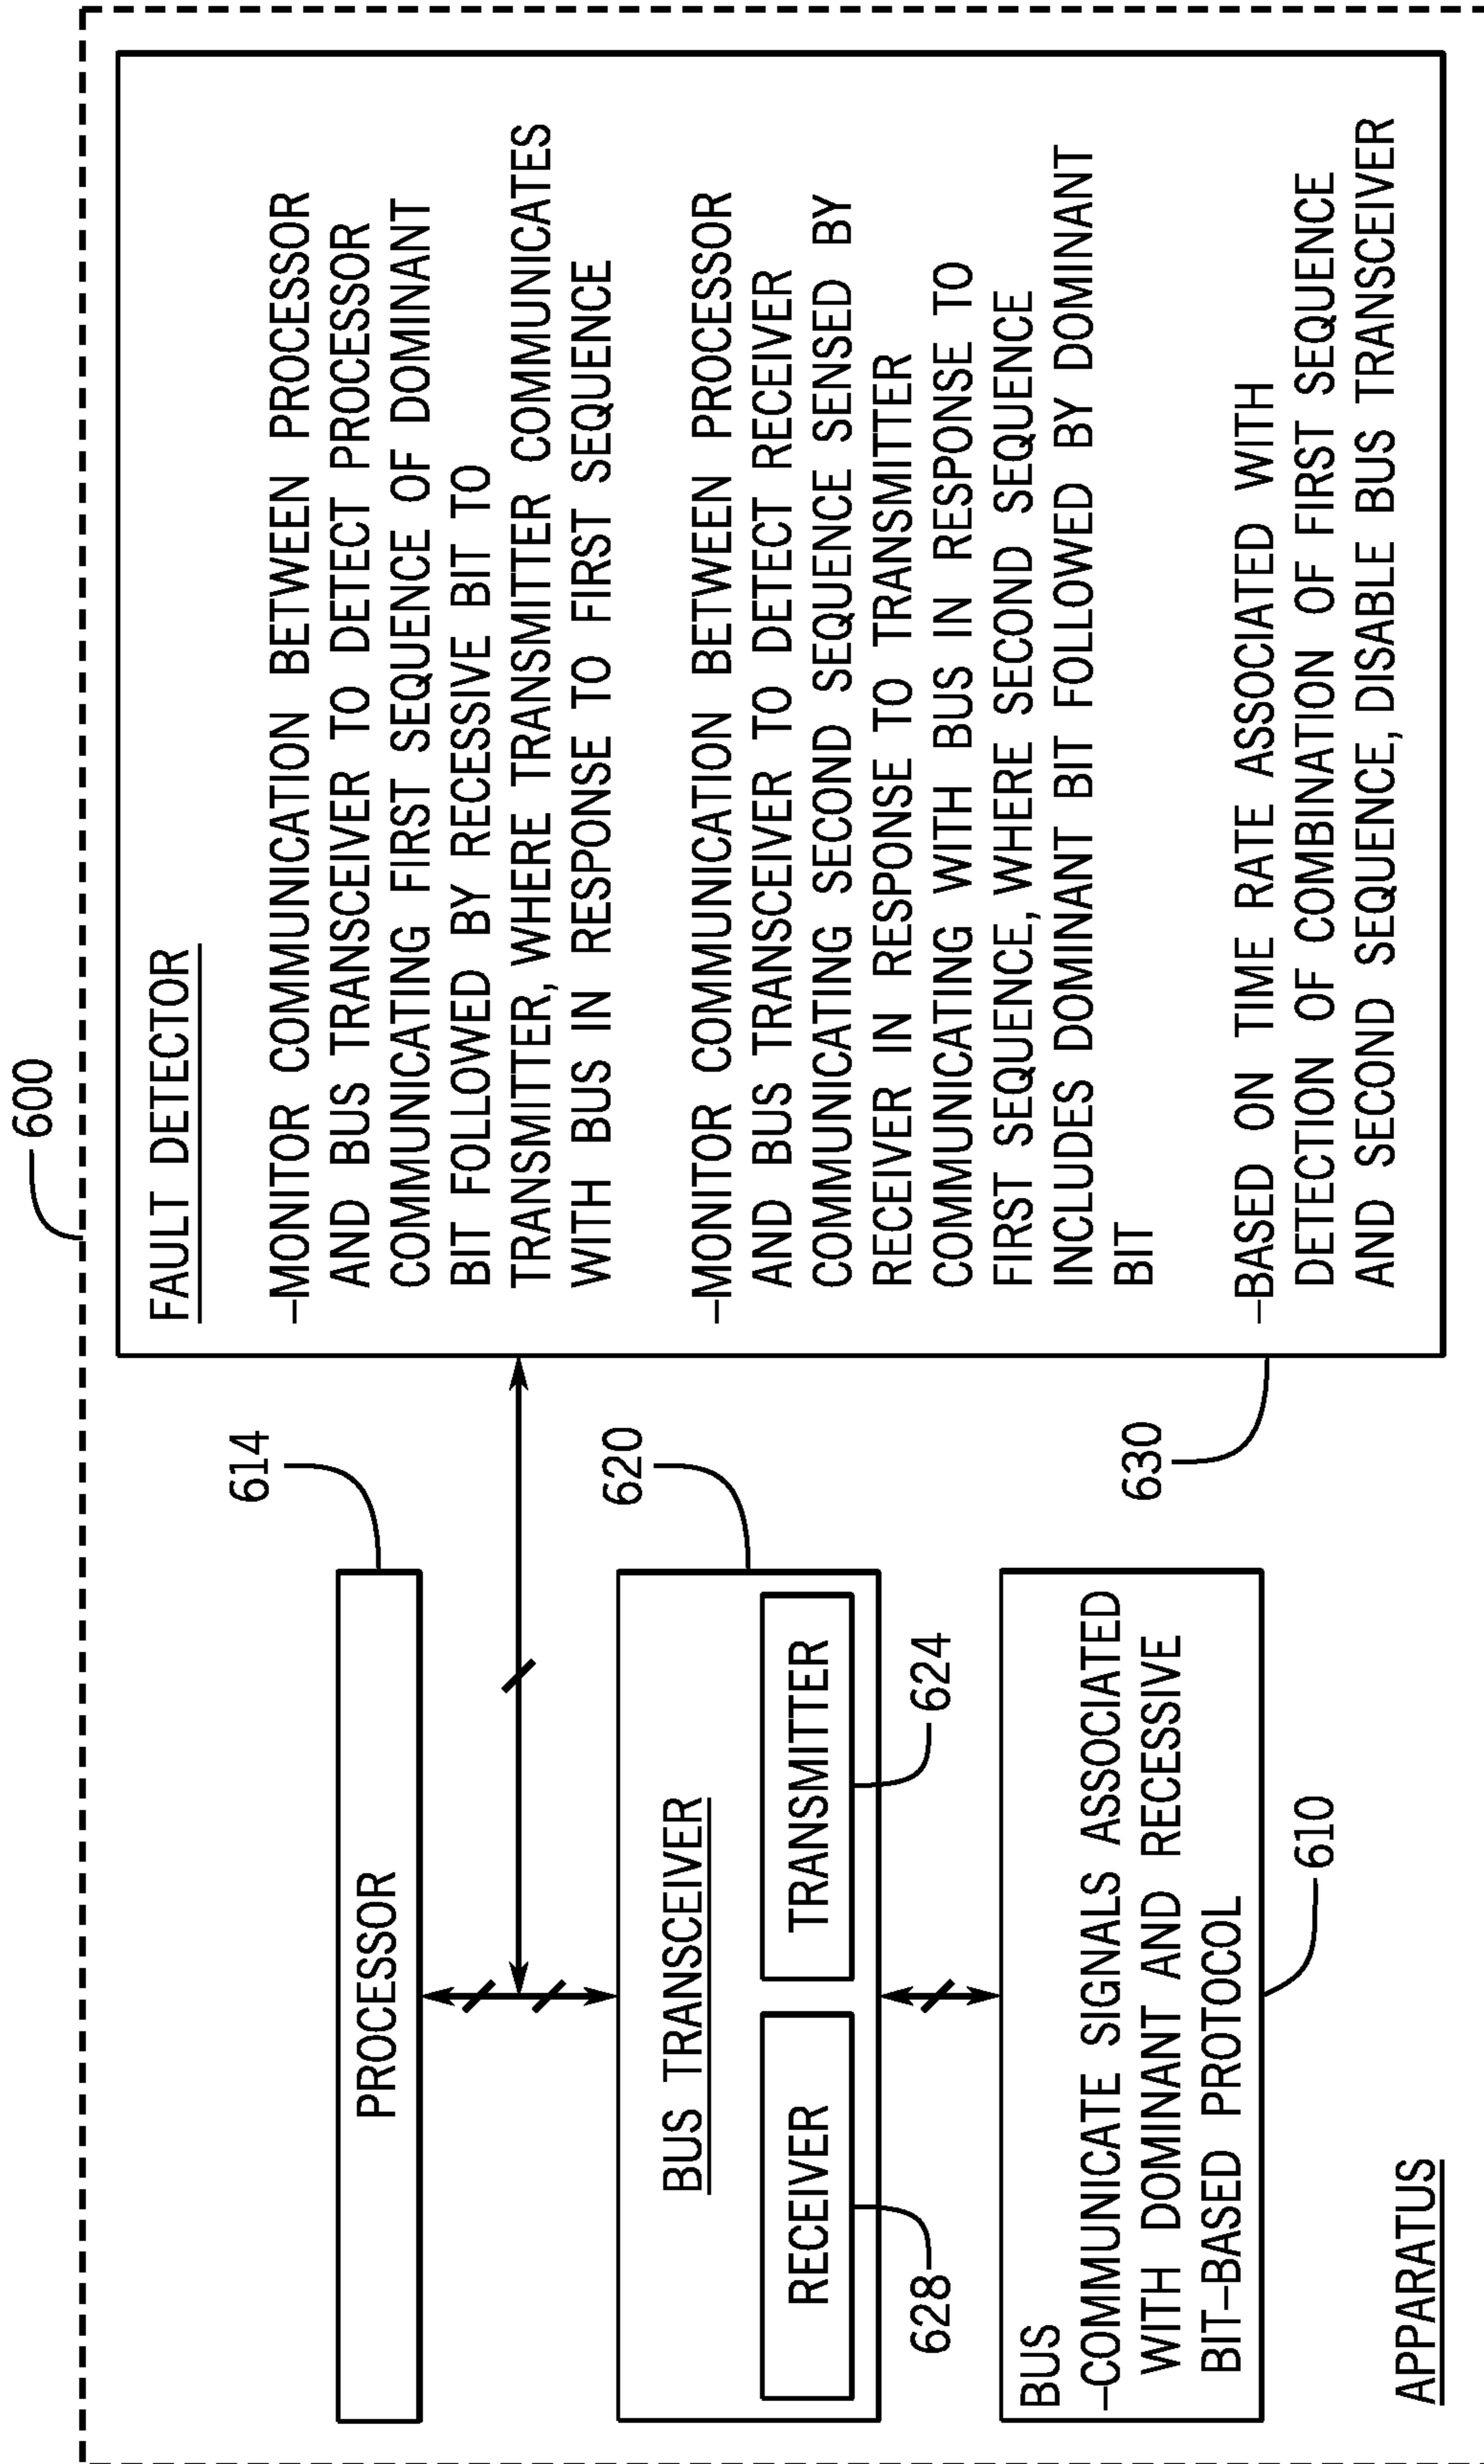 600
PROCESSOR
614
BUS TRANSCEIVER
620
RECEIVER
628
TRANSMITTER
624
BUS
–COMMUNICATE SIGNALS ASSOCIATED
WITH DOMINANT AND RECESSIVE
BIT–BASED PROTOCOL
610
APPARATUS
FAULT DETECTOR
–MONITOR COMMUNICATION BETWEEN PROCESSOR
AND BUS TRANSCEIVER TO DETECT PROCESSOR
COMMUNICATING FIRST SEQUENCE OF DOMINANT
BIT FOLLOWED BY RECESSIVE BIT TO
TRANSMITTER, WHERE TRANSMITTER COMMUNICATES
WITH BUS IN RESPONSE TO FIRST SEQUENCE
–MONITOR COMMUNICATION BETWEEN PROCESSOR
AND BUS TRANSCEIVER TO DETECT RECEIVER
COMMUNICATING SECOND SEQUENCE SENSED BY
RECEIVER IN RESPONSE TO TRANSMITTER
COMMUNICATING WITH BUS IN RESPONSE TO
FIRST SEQUENCE, WHERE SECOND SEQUENCE
INCLUDES DOMINANT BIT FOLLOWED BY DOMINANT
BIT
–BASED ON TIME RATE ASSOCIATED WITH
DETECTION OF COMBINATION OF FIRST SEQUENCE
AND SECOND SEQUENCE, DISABLE BUS TRANSCEIVER
630